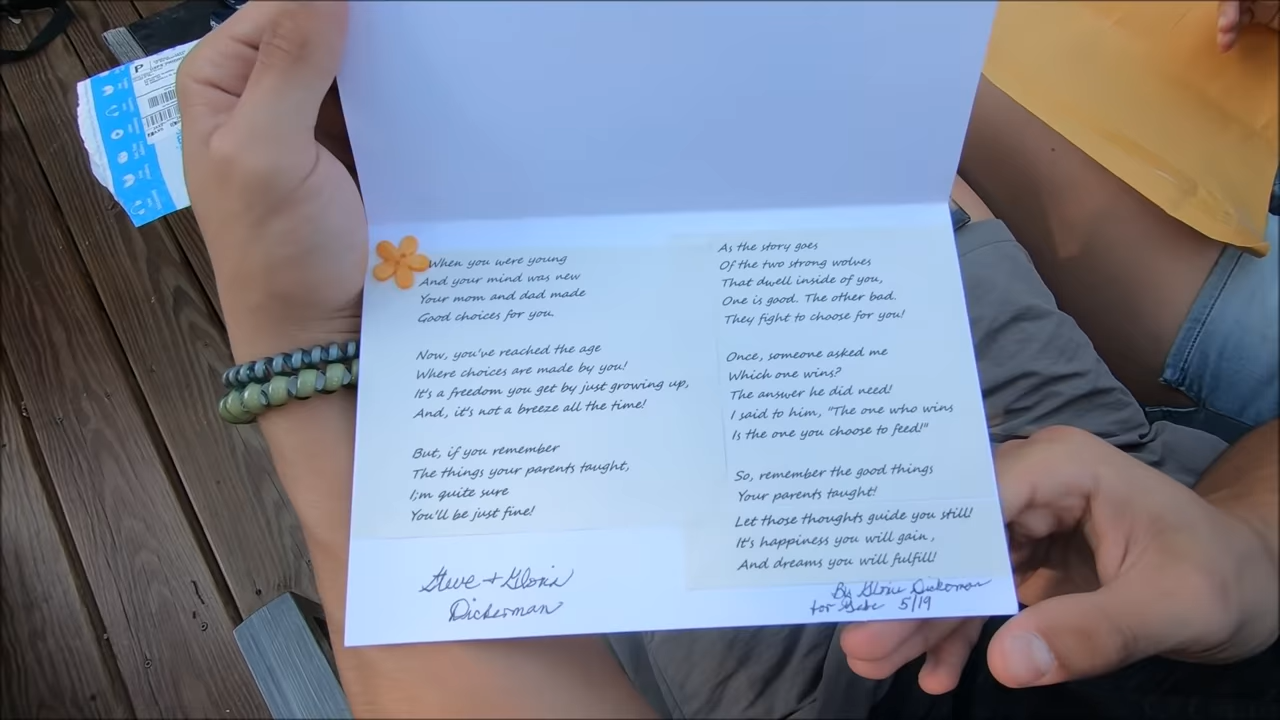 When you were young
And your mind was new
Your mom and dad made
Good choices for you.
Now, you've reached the age
Where choices are made by you!
It's a freedom you get by just growing up,
And, it's not a breeze all the time!
But, if you remember
The things your parents taught,
I;m quite sure
You'll be just fine!
Steve + Gloria
Dickerman
As the story goes
Of the two strong wolves
That dwell inside of you,
One is good. The other bad.
They fight to choose for you!
Once, someone asked me
Which one wins?
The answer he did need!
I said to him, "The one who wins
Is the one you choose to feed!"
So, remember the good things
Your parents taught!
Let those thoughts guide you still!
It's happiness you will gain,
And dreams you will fulfill!
By Gloria Dickerman
for Gabe 5/19
P